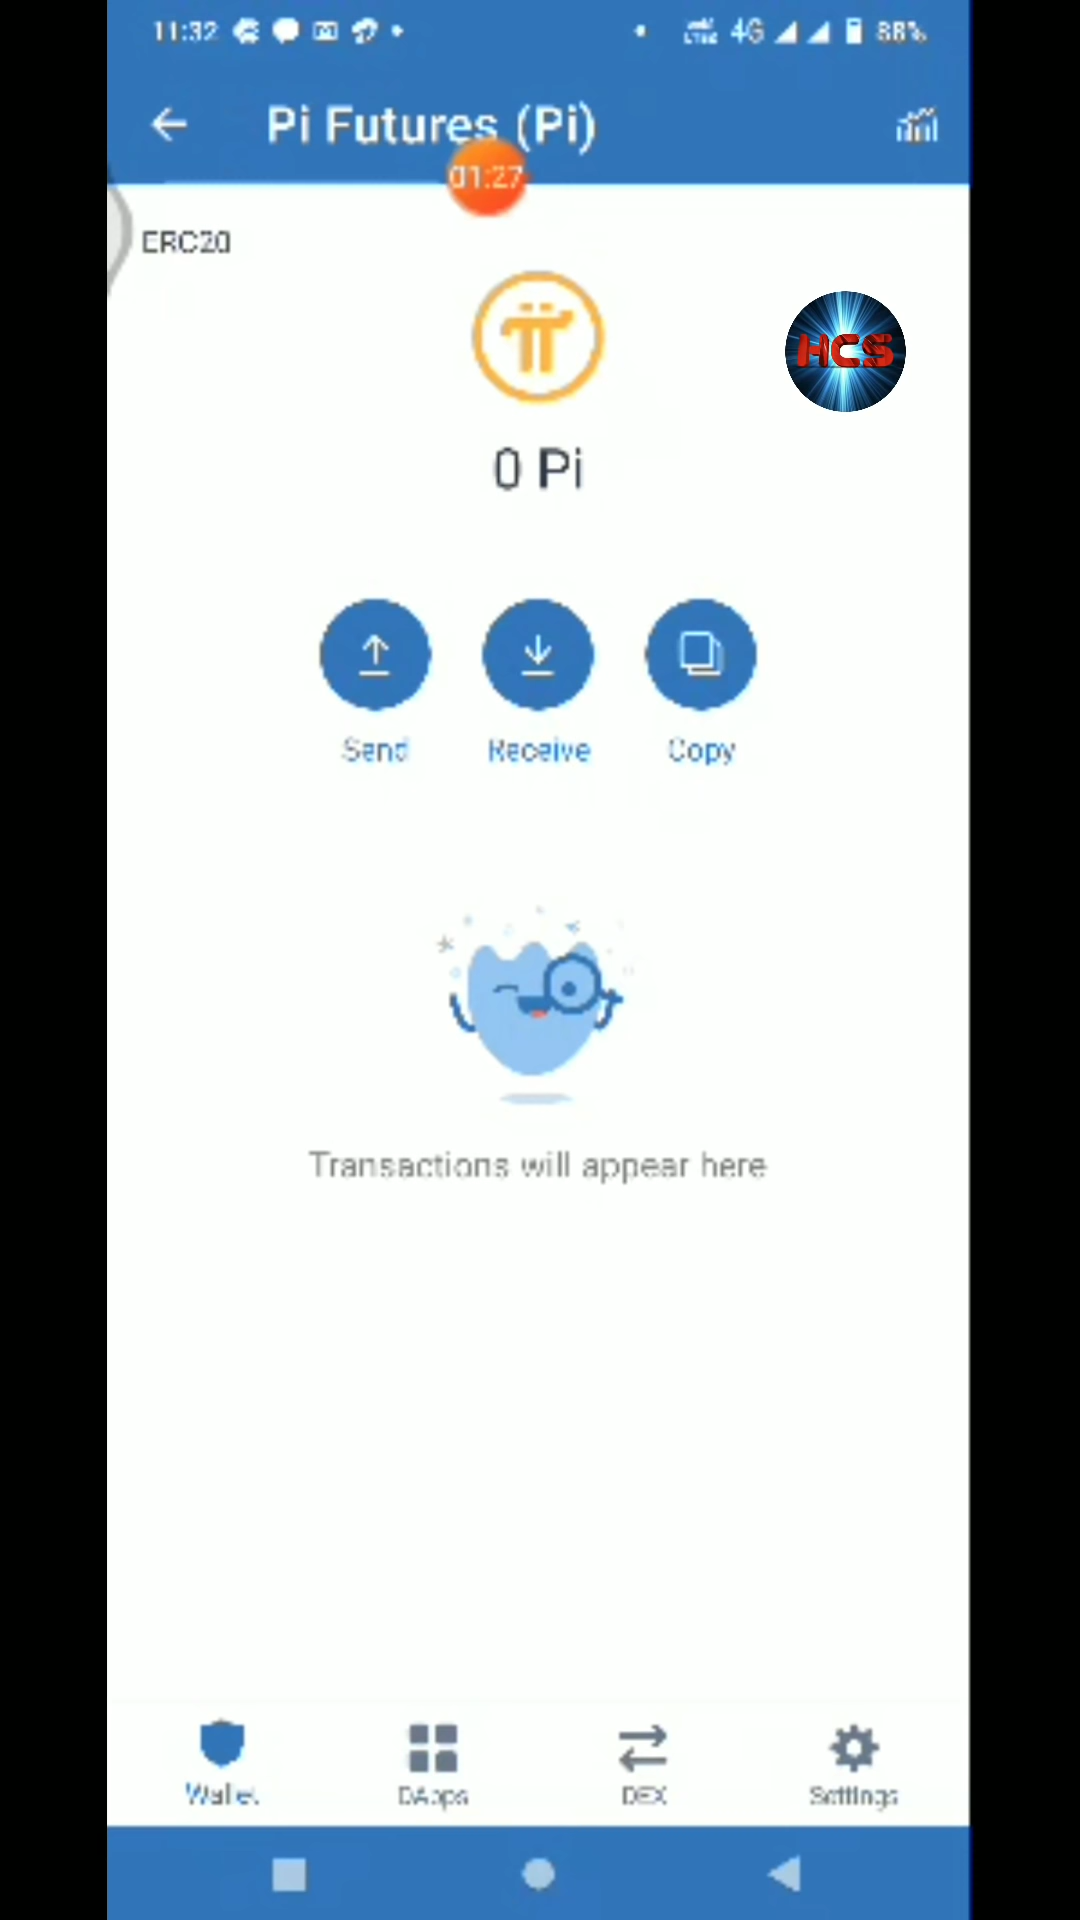 11:32 4G 88%
Pi Futures (Pi)
01:27
ERC20
HCS
0 Pi
Send Receive Copy
Transactions will appear here
Wallet DApps DEX Settings